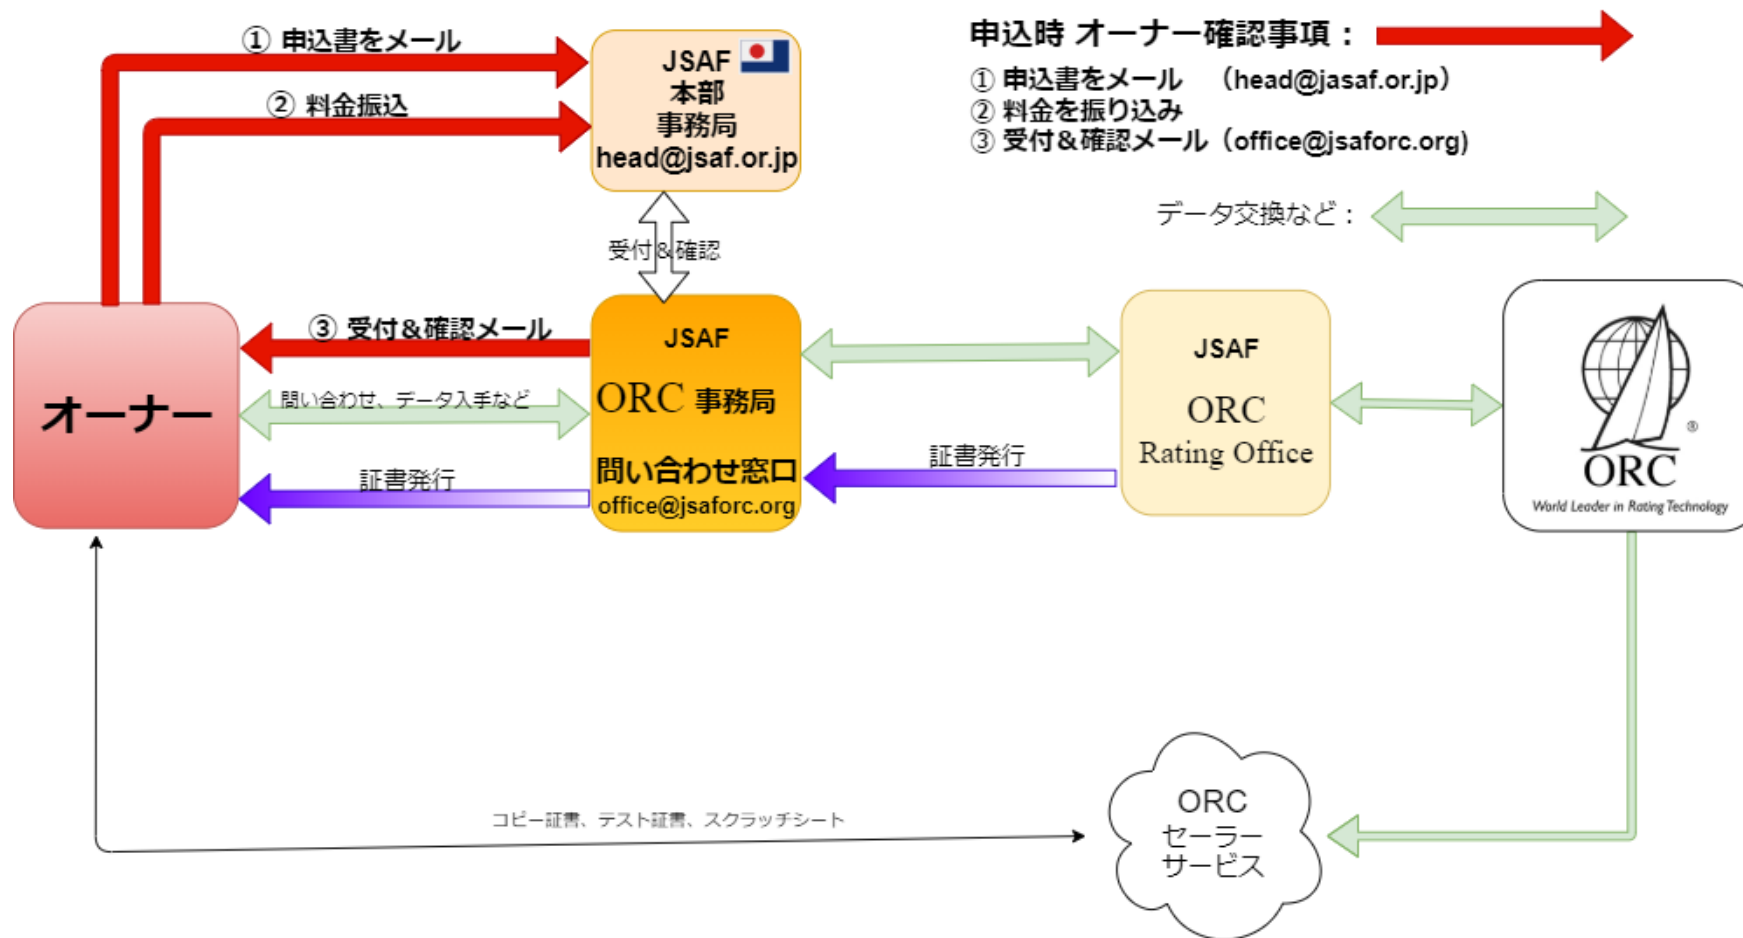 ① 申込書をメール
② 料金振込
JSAF
本部
事務局
head@jsaf.or.jp
申込時 オーナー確認事項：
① 申込書をメール （head@jasaf.or.jp）
② 料金を振り込み
③ 受付＆確認メール（office@jsaforc.org)
データ交換など：
受付＆確認
オーナー
③ 受付＆確認メール
問い合わせ、データ入手など
証書発行
JSAF
ORC 事務局
問い合わせ窓口
office@jsaforc.org
証書発行
JSAF
ORC
Rating Office
®
ORC
World Leader in Rating Technology
コピー証書、テスト証書、スクラッチシート
ORC
セーラー
サービス